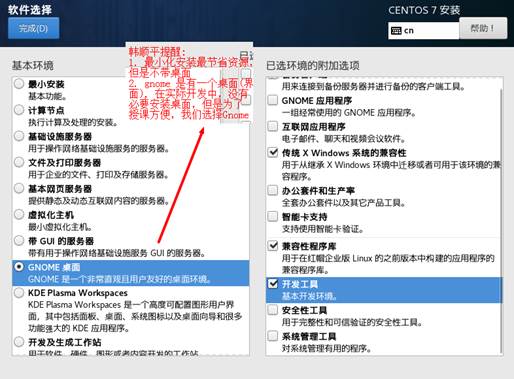 软件选择
CENTOS 7 安装
完成(D)
cn
帮助！
韩顺平提醒:
1. 最小化安装最节省资源,
但是不带桌面
2. gnome 是有一个桌面(界
面), 在实际开发中, 没有
必要安装桌面, 但是为了
授课方便, 我们选择Gnome
基本环境
最小安装
基本功能。
计算节点
执行计算及处理的安装。
基础设施服务器
用于操作网络基础设施服务的服务器。
文件及打印服务器
用于企业的文件、打印及存储服务器。
基本网页服务器
提供静态及动态互联网内容的服务器。
虚拟化主机
最小虚拟化主机。
带 GUI 的服务器
带有用于操作网络基础设施服务 GUI 的服务器。
GNOME 桌面
GNOME 是一个非常直观且用户友好的桌面环境。
KDE Plasma Workspaces
KDE Plasma Workspaces 是一个高度可配置图形用户界
面，其中包括面板、桌面、系统图标以及桌面向导和很多
功能强大的 KDE 应用程序。
开发及生成工作站
用于软件、硬件、图形或者内容开发的工作站。
已选环境的附加选项
用来连接到备份服务器并进行备份的客户端工具。
GNOME 应用程序
一组经常使用的 GNOME 应用程序。
互联网应用程序
电子邮件、聊天和视频会议软件。
传统 X Windows 系统的兼容性
用于从继承 X Windows 环境中迁移或者可用于该环境的兼
容程序。
办公套件和生产率
全套办公套件以及其它产品工具。
智能卡支持
支持使用智能卡验证。
兼容性程序库
用于在红帽企业版 Linux 的之前版本中构建的应用程序的
兼容程序库。
开发工具
基本开发环境。
安全性工具
用于完整性和可信验证的安全性工具。
系统管理工具
对系统管理有用的程序。